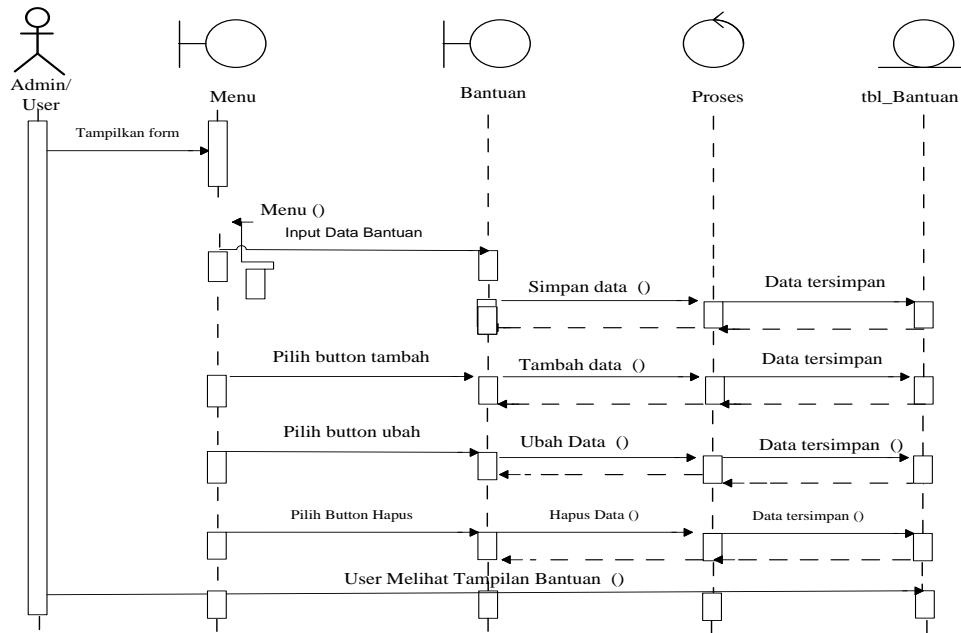 Admin/
User
Menu
Bantuan
Proses
tbl_Bantuan
Tampilkan form
Menu ()
Input Data Bantuan
Simpan data ()
Data tersimpan
Pilih button tambah
Tambah data ()
Data tersimpan
Pilih button ubah
Ubah Data ()
Data tersimpan ()
Pilih Button Hapus
Hapus Data ()
Data tersimpan ()
User Melihat Tampilan Bantuan ()